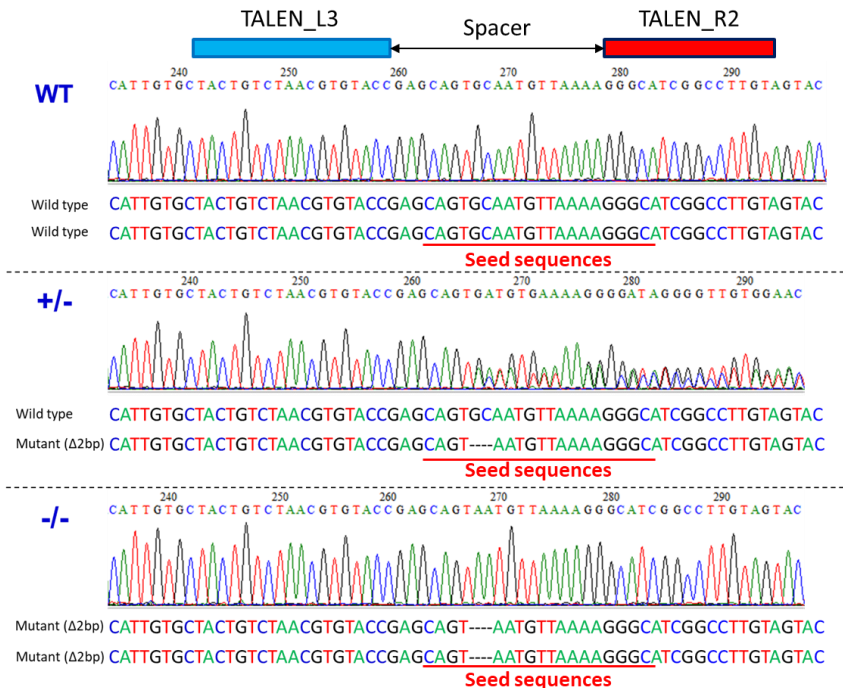 TALEN_L3 Spacer TALEN_R2
240 250 260 270 280 290
WT CATTGTGCTACTGTCTAACGTGTACCGAGCAGTGCAATGTTAAAAGGGCATCGGCCTTGTAGTAC
Wild type CATTGTGCTACTGTCTAACGTGTACCGAGCAGTGCAATGTTAAAAGGGCATCGGCCTTGTAGTAC
Wild type CATTGTGCTACTGTCTAACGTGTACCGAGCAGTGCAATGTTAAAAGGGCATCGGCCTTGTAGTAC
Seed sequences
240 250 260 270 280 290
+/- CATTGTGCTACTGTCTAACGTGTACCGAGCAGTGATGTGAAAAGGGGATAGGGGTTGTGGAAC
Wild type CATTGTGCTACTGTCTAACGTGTACCGAGCAGTGCAATGTTAAAAGGGCATCGGCCTTGTAGTAC
Mutant (Δ2bp) CATTGTGCTACTGTCTAACGTGTACCGAGCAGT----AATGTTAAAAGGGCATCGGCCTTGTAGTAC
Seed sequences
240 250 260 270 280 290
-/- CATTGTGCTACTGTCTAACGTGTACCGAGCAGTAATGTTAAAAGGGCATCGGCCTTGTAGTAC
Mutant (Δ2bp) CATTGTGCTACTGTCTAACGTGTACCGAGCAGT----AATGTTAAAAGGGCATCGGCCTTGTAGTAC
Mutant (Δ2bp) CATTGTGCTACTGTCTAACGTGTACCGAGCAGT----AATGTTAAAAGGGCATCGGCCTTGTAGTAC
Seed sequences